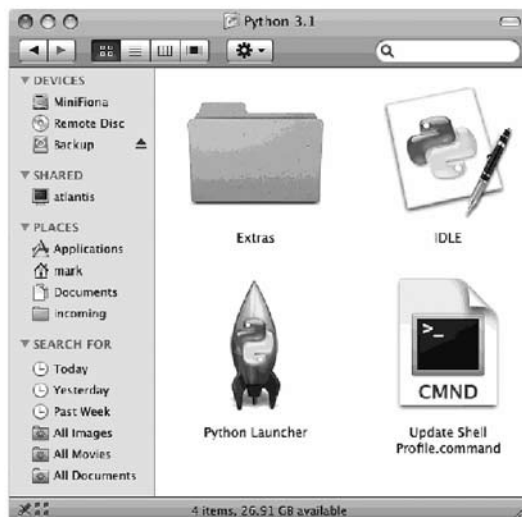 Python 3.1
DEVICES
MiniFiona
Remote Disc
Backup
SHARED
atlantis
PLACES
Applications
mark
Documents
incoming
SEARCH FOR
Today
Yesterday
Past Week
All Images
All Movies
All Documents
Extras
IDLE
Python Launcher
>_
CMND
Update Shell
Profile.command
4 items, 26.91 GB available